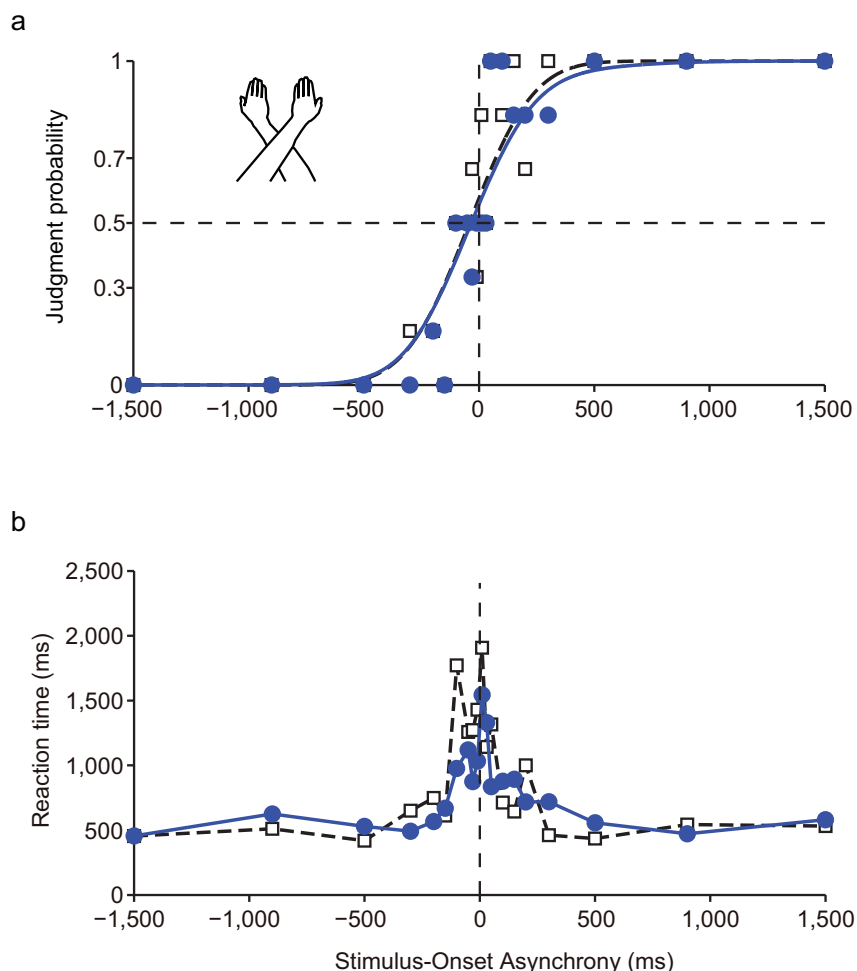 a
1
0.7
0.5
0.3
0
Judgment probability
−1,500 −1,000 −500 0 500 1,000 1,500
b
2,500
2,000
1,500
1,000
500
0
Reaction time (ms)
−1,500 −1,000 −500 0 500 1,000 1,500
Stimulus-Onset Asynchrony (ms)